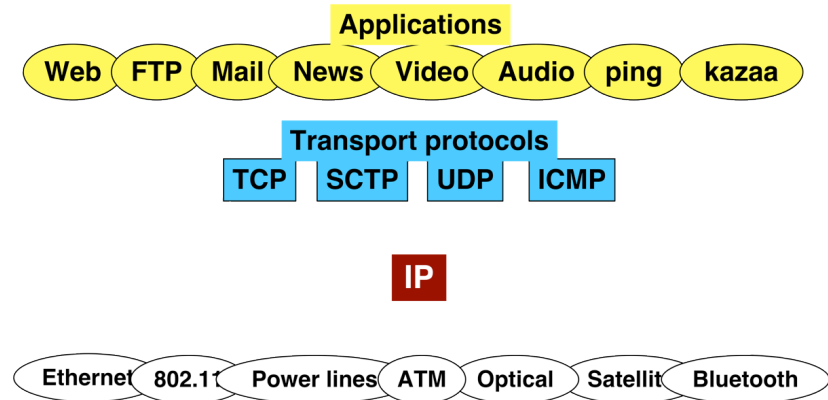 Applications
Web FTP Mail News Video Audio ping kazaa
Transport protocols
TCP SCTP UDP ICMP
IP
Ethernet 802.11 Power lines ATM Optical Satellit Bluetooth